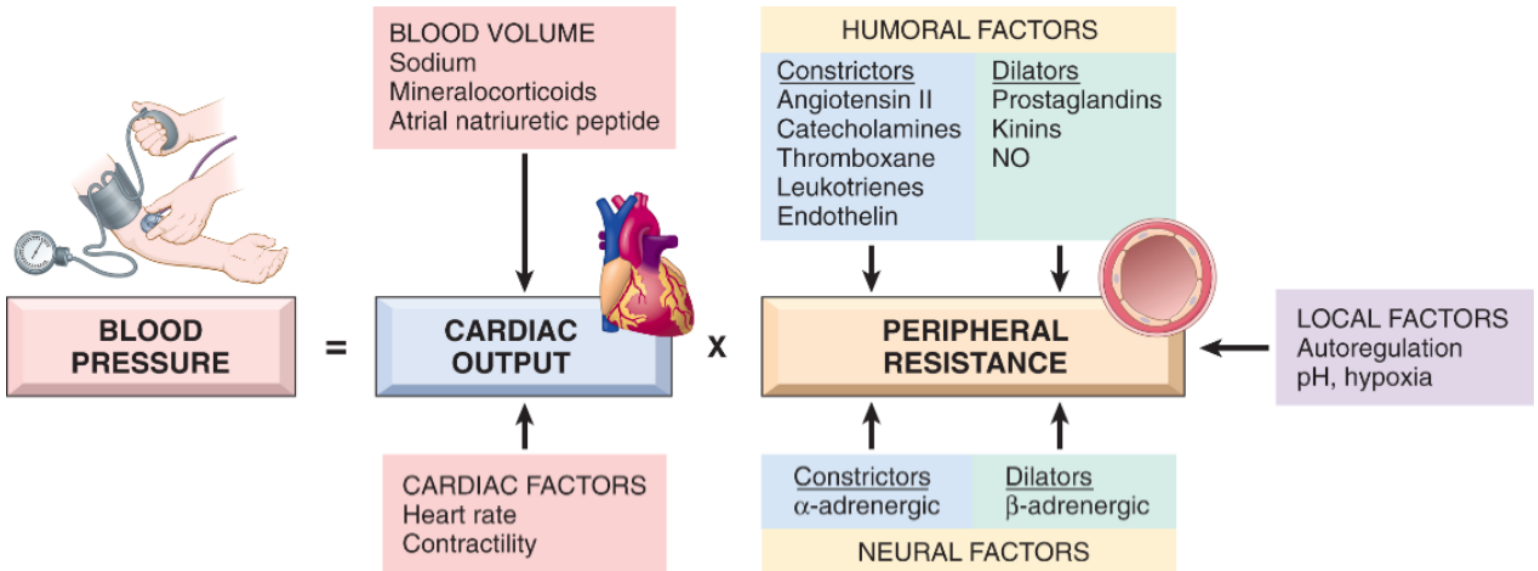 BLOOD VOLUME
Sodium
Mineralocorticoids
Atrial natriuretic peptide
HUMORAL FACTORS
Constrictors
Angiotensin II
Catecholamines
Thromboxane
Leukotrienes
Endothelin
Dilators
Prostaglandins
Kinins
NO
BLOOD
PRESSURE
=
CARDIAC
OUTPUT
x
PERIPHERAL
RESISTANCE
LOCAL FACTORS
Autoregulation
pH, hypoxia
CARDIAC FACTORS
Heart rate
Contractility
Constrictors
α-adrenergic
Dilators
β-adrenergic
NEURAL FACTORS